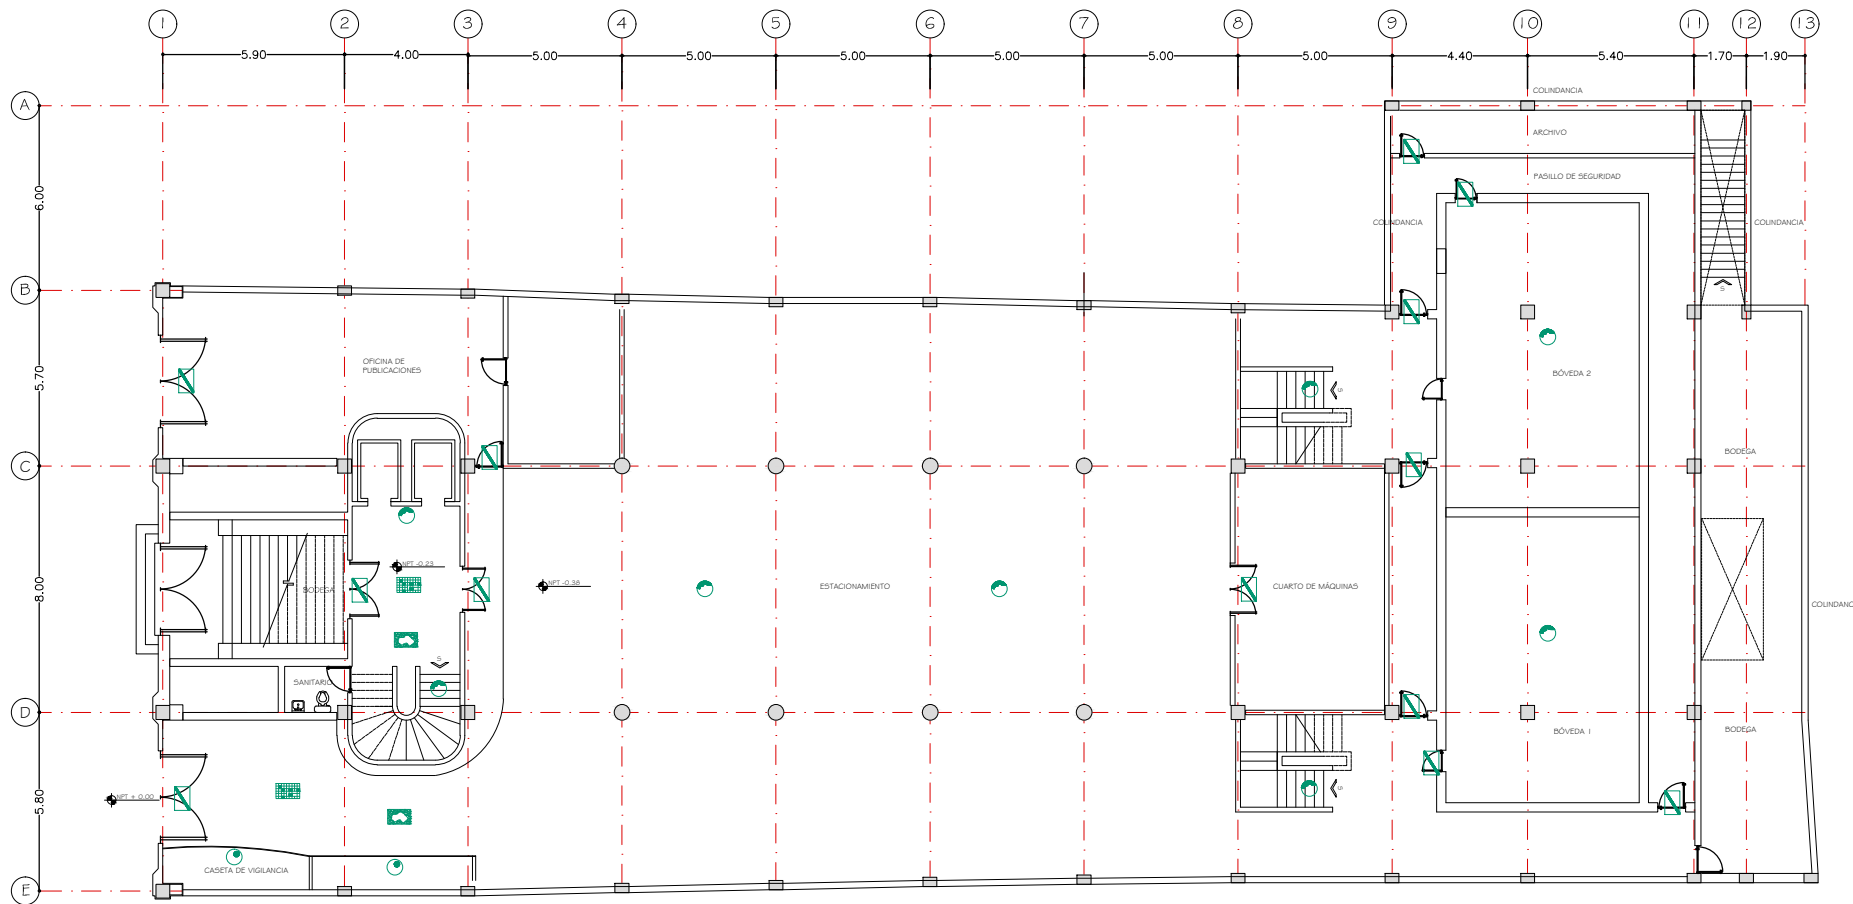 1 2 3 4 5 6 7 8 9 10 11 12 13
5.90 4.00 5.00 5.00 5.00 5.00 5.00 5.00 4.40 5.40 1.70 1.90
A
COLINDANCIA
ARCHIVO
PASILLO DE SEGURIDAD
6.00
COLINDANCIA
COLINDANCIA
B
S
OFICINA DE
PUBLICACIONES
5.70
BÓVEDA 2
S
BODEGA
C
NPT -0.23
8.00
BODEGA
NPT -0.38
ESTACIONAMIENTO
CUARTO DE MÁQUINAS
COLINDANC
S
SANITARIO
D
BÓVEDA 1
BODEGA
NPT + 0.00
5.80
S
CASETA DE VIGILANCIA
E